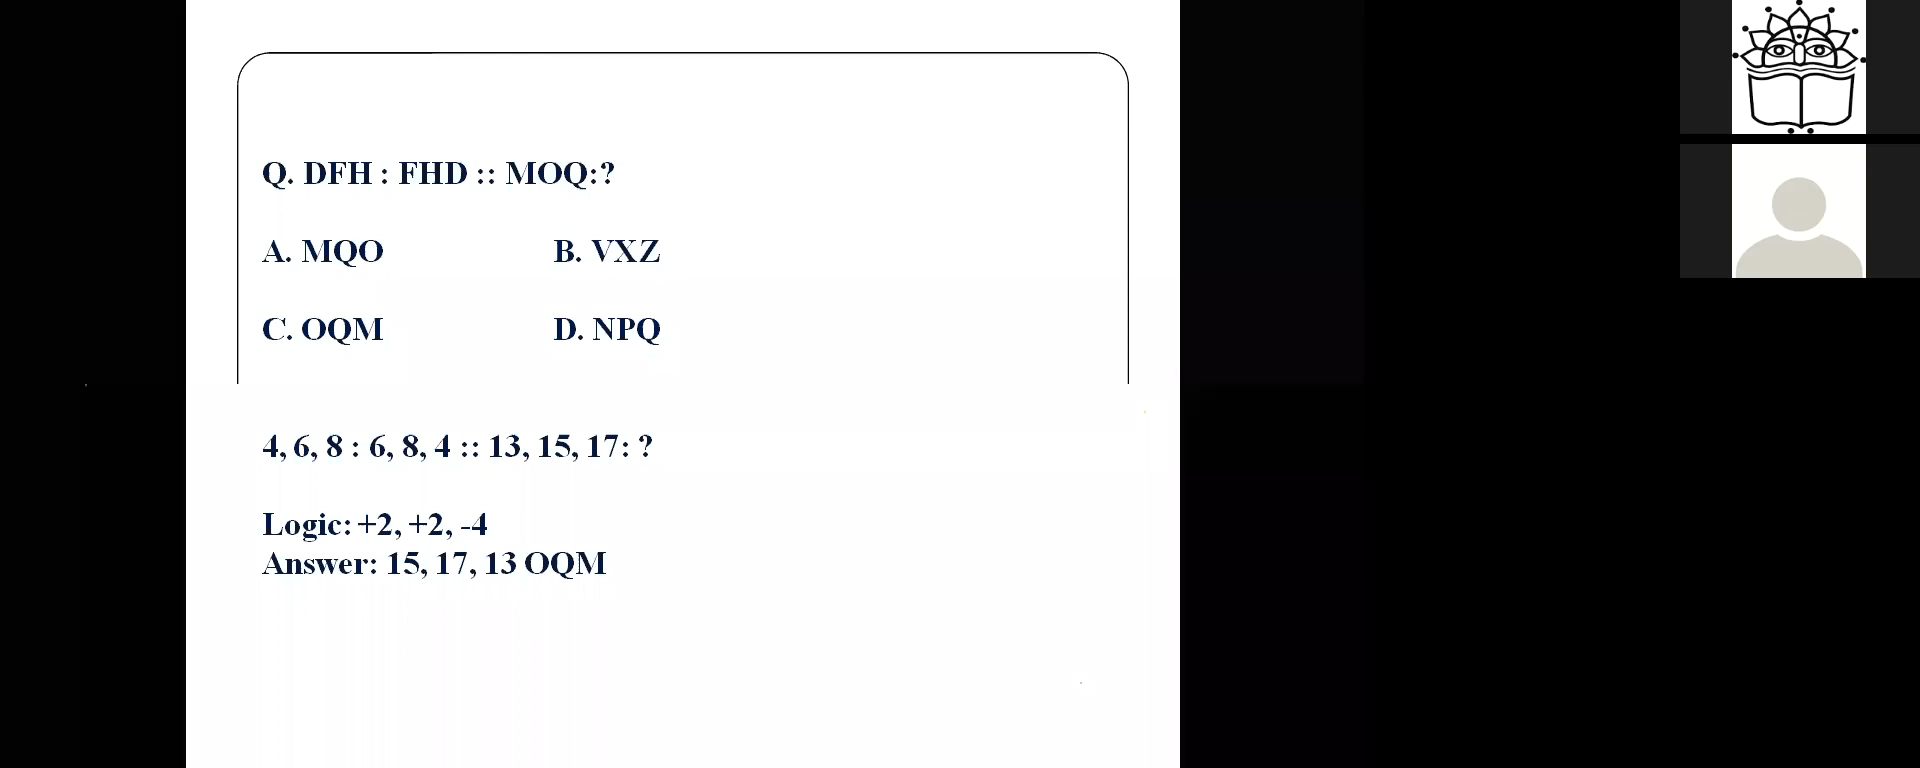 Q. DFH : FHD :: MOQ:?
A. MQO B. VXZ
C. OQM D. NPQ
4, 6, 8 : 6, 8, 4 :: 13, 15, 17: ?
Logic: +2, +2, -4
Answer: 15, 17, 13 OQM